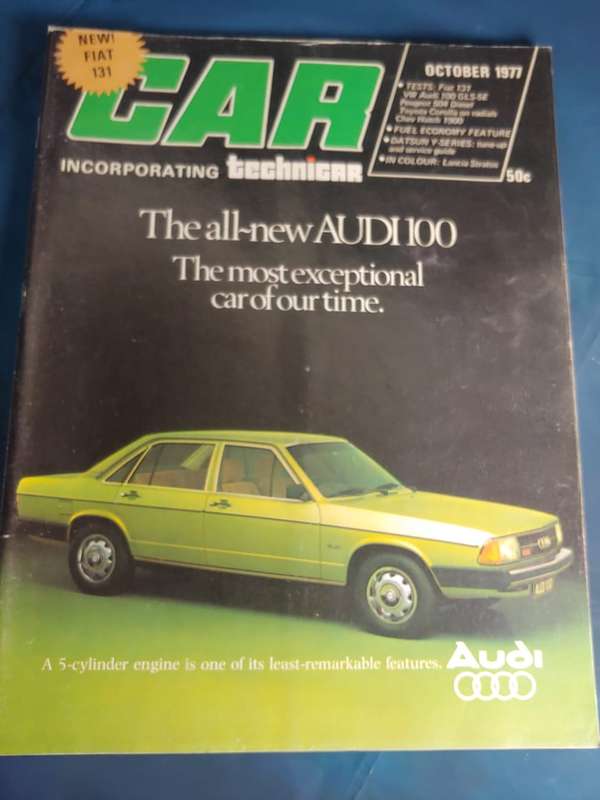 NEW!
FIAT
131
CAR
INCORPORATING technicar
OCTOBER 1977
• TESTS: Fiat 131
VW Audi 100 GLS-5E
Peugeot 504 Diesel
Toyota Corolla on radials
Chev Hatch 1900
• FUEL ECONOMY FEATURE
• DATSUN Y-SERIES: tune-up
and service guide
• IN COLOUR: Lancia Stratos
50c
The all-new AUDI 100
The most exceptional
car of our time.
A 5-cylinder engine is one of its least-remarkable features.
Audi